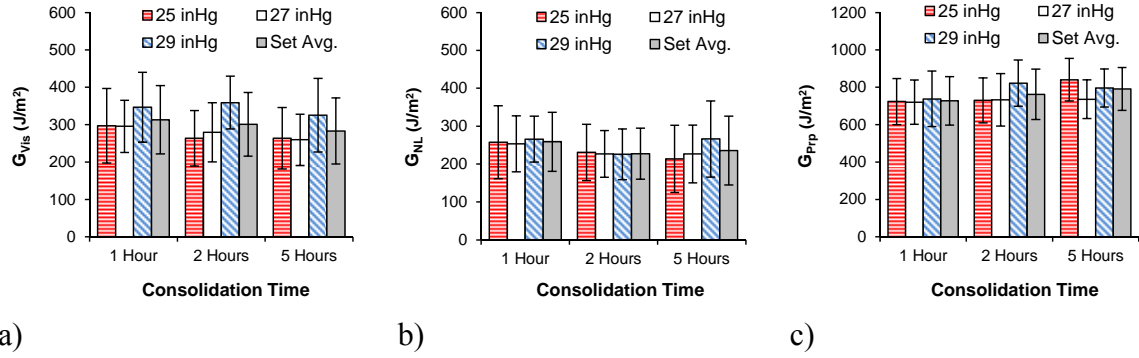 25 inHg 27 inHg
29 inHg Set Avg.
600
500
400
300
200
100
0
G_Vis (J/m²)
1 Hour 2 Hours 5 Hours
Consolidation Time
a)
25 inHg 27 inHg
29 inHg Set Avg.
600
500
400
300
200
100
0
G_NL (J/m²)
1 Hour 2 Hours 5 Hours
Consolidation Time
b)
25 inHg 27 inHg
29 inHg Set Avg.
1200
1000
800
600
400
200
0
G_Prp (J/m²)
1 Hour 2 Hours 5 Hours
Consolidation Time
c)